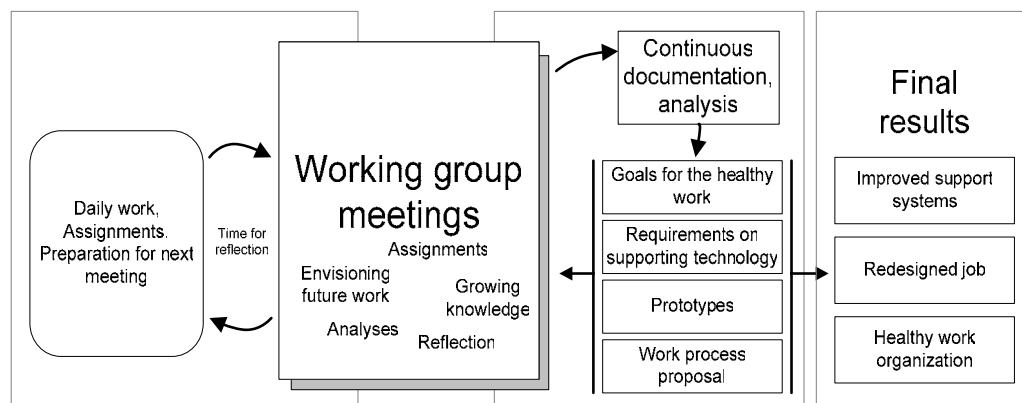 Daily work,
Assignments.
Preparation for next
meeting
Time for
reflection
Working group
meetings
Assignments
Envisioning
future work
Growing
knowledge
Analyses
Reflection
Continuous
documentation,
analysis
Goals for the healthy
work
Requirements on
supporting technology
Prototypes
Work process
proposal
Final
results
Improved support
systems
Redesigned job
Healthy work
organization